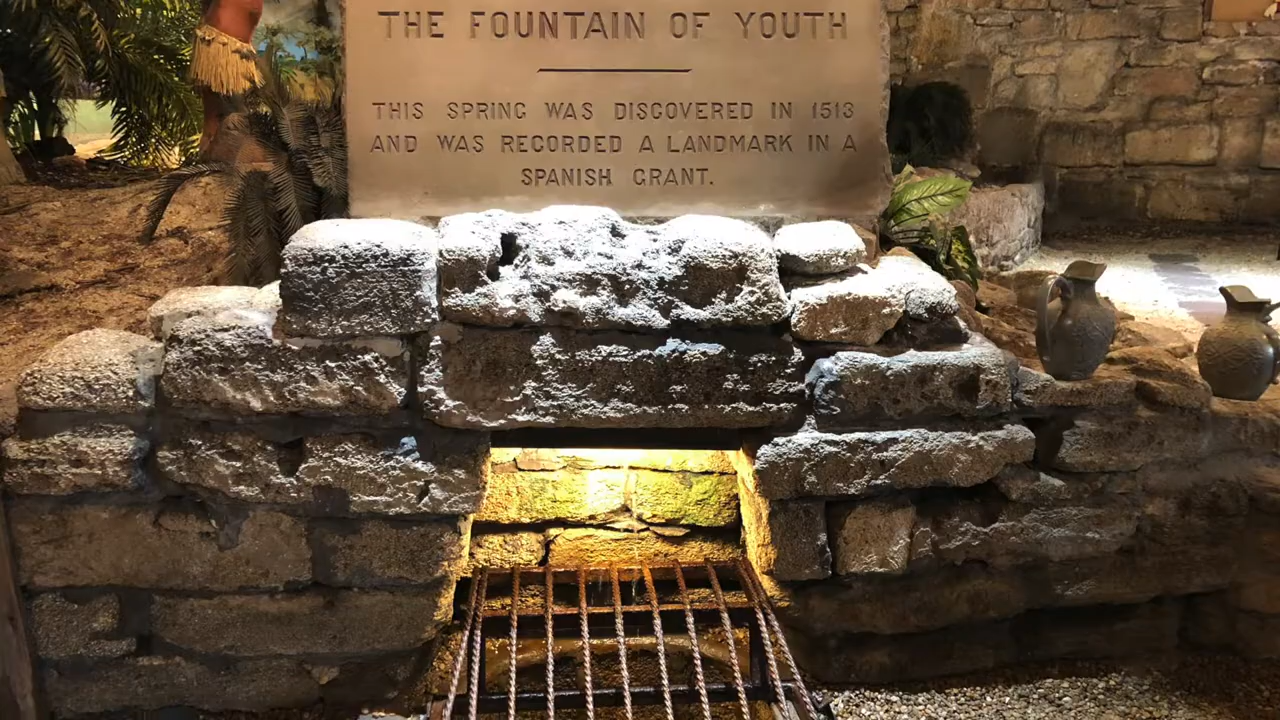 THE FOUNTAIN OF YOUTH
THIS SPRING WAS DISCOVERED IN 1513
AND WAS RECORDED A LANDMARK IN A
SPANISH GRANT.